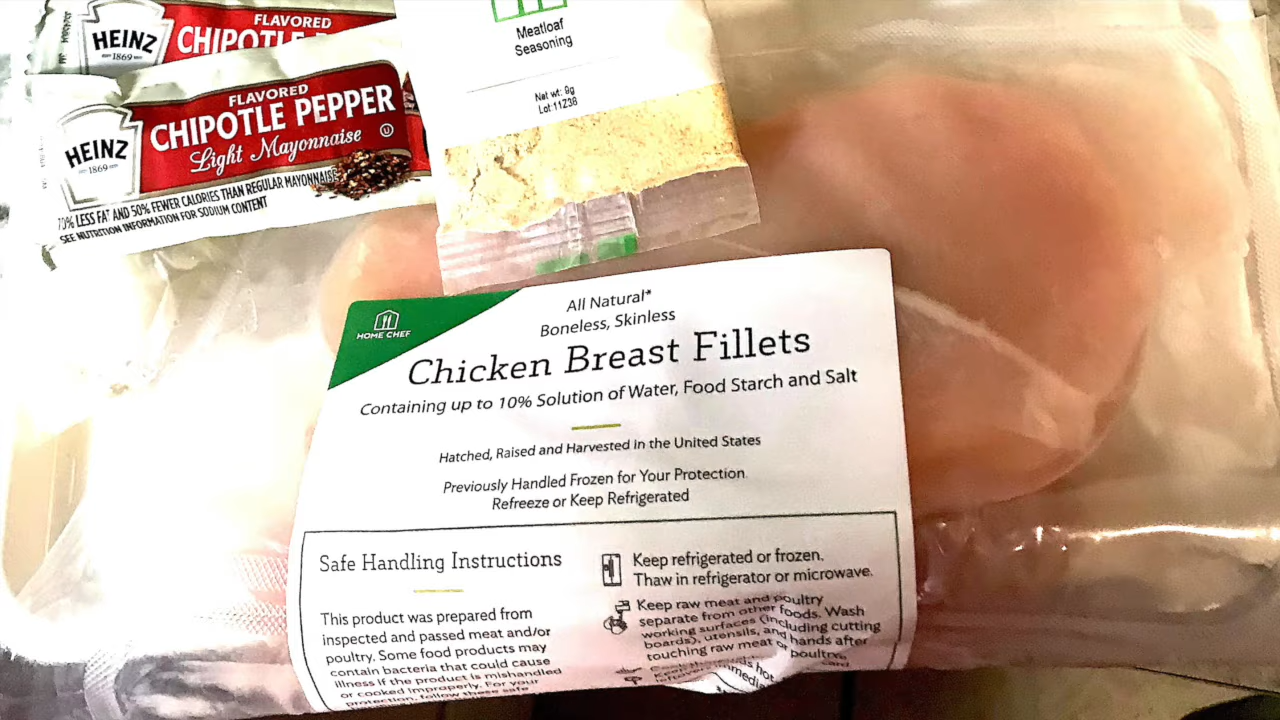 FLAVORED
HEINZ
1869
CHIPOTLE
FLAVORED
CHIPOTLE PEPPER
Light Mayonnaise
U
HEINZ
1869
70% LESS FAT AND 50% FEWER CALORIES THAN REGULAR MAYONNAISE
SEE NUTRITION INFORMATION FOR SODIUM CONTENT
Meatloaf
Seasoning
Net wt: 9g
Lot:11238
HOME CHEF
All Natural*
Boneless, Skinless
Chicken Breast Fillets
Containing up to 10% Solution of Water, Food Starch and Salt
Hatched, Raised and Harvested in the United States
Previously Handled Frozen for Your Protection
Refreeze or Keep Refrigerated
Safe Handling Instructions
This product was prepared from
inspected and passed meat and/or
poultry. Some food products may
contain bacteria that could cause
illness if the product is mishandled
or cooked improperly. For your
protection, follow these safe
Keep refrigerated or frozen.
Thaw in refrigerator or microwave.
Keep raw meat and poultry
separate from other foods. Wash
working surfaces (including cutting
boards), utensils, and hands after
touching raw meat or poultry.